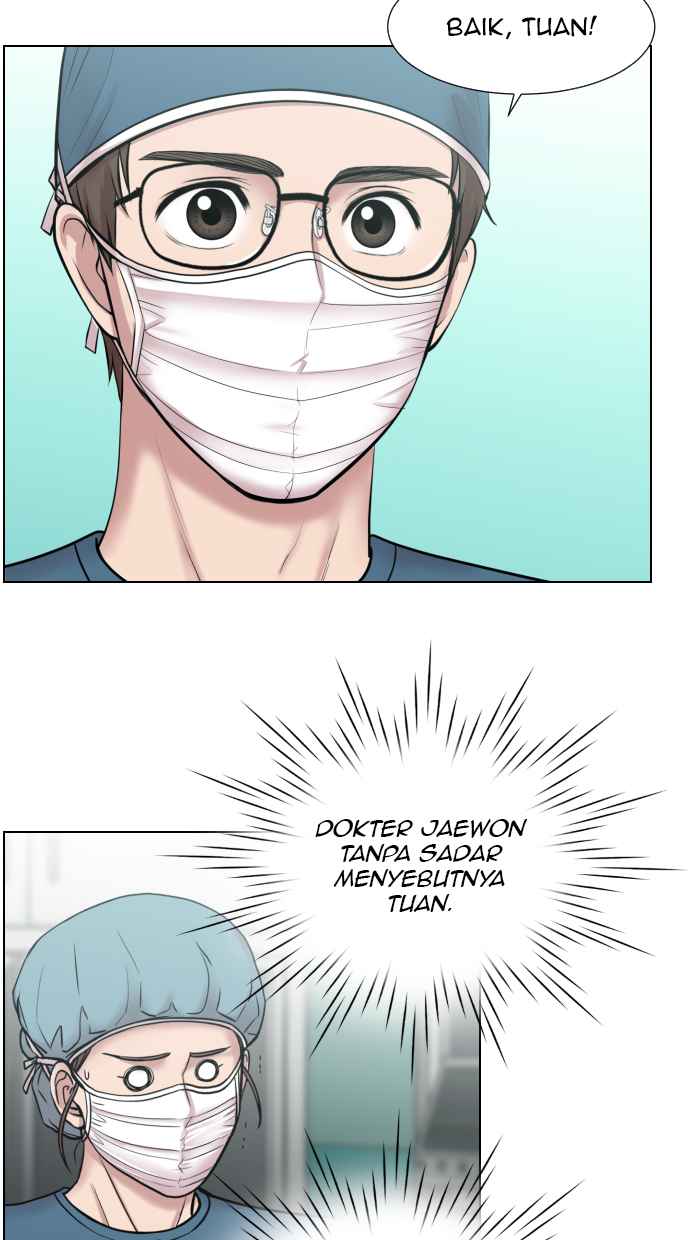 BAIK, TUAN!
DOKTER JAEWON
TANPA SADAR
MENYEBUTNYA
TUAN.